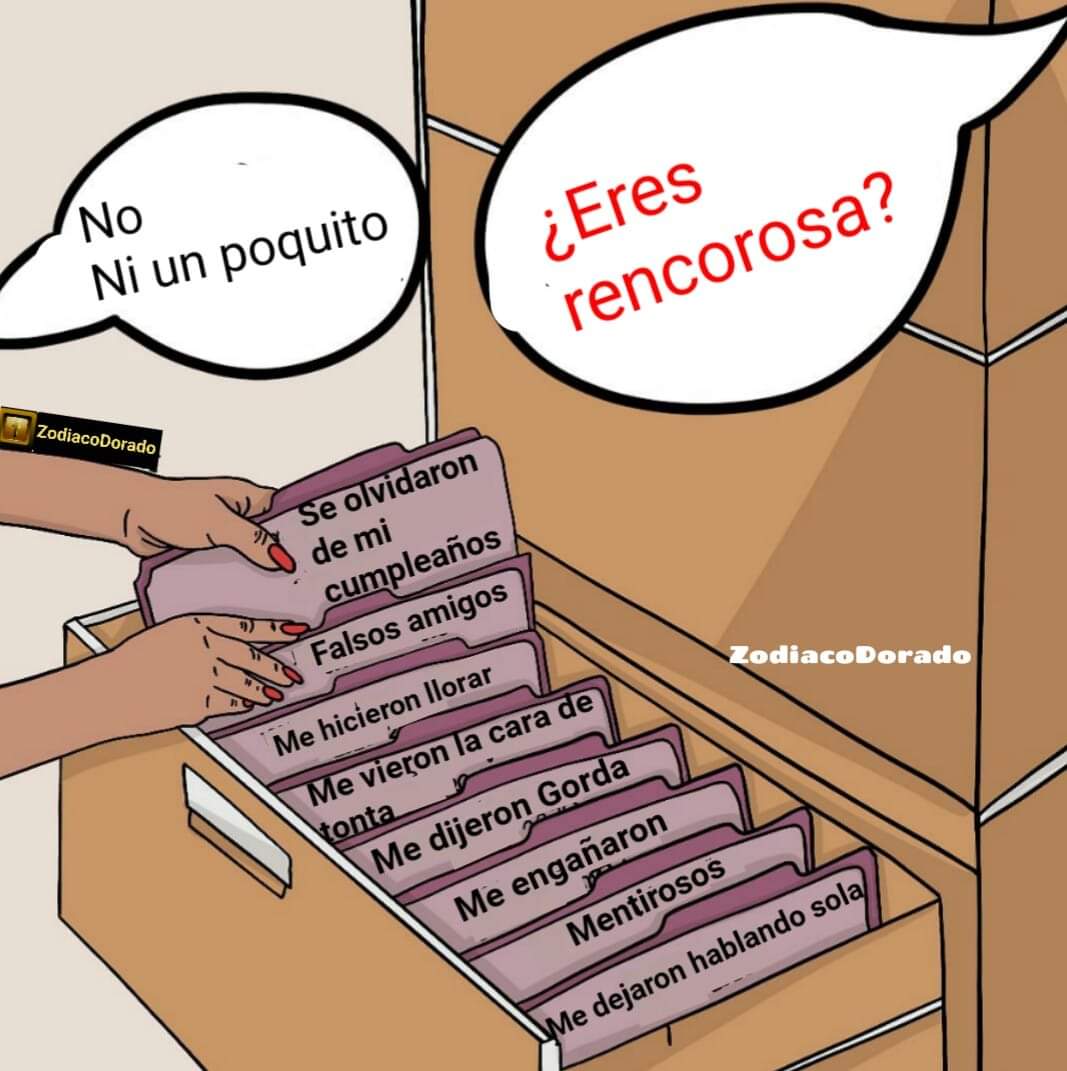 ¿Eres
rencorosa?
No
Ni un poquito
ZodiacoDorado
Se olvidaron
de mi
cumpleaños
Falsos amigos
Me hicieron llorar
Me vieron la cara de
tonta
Me dijeron Gorda
Me engañaron
Mentirosos
Me dejaron hablando sola
ZodiacoDorado